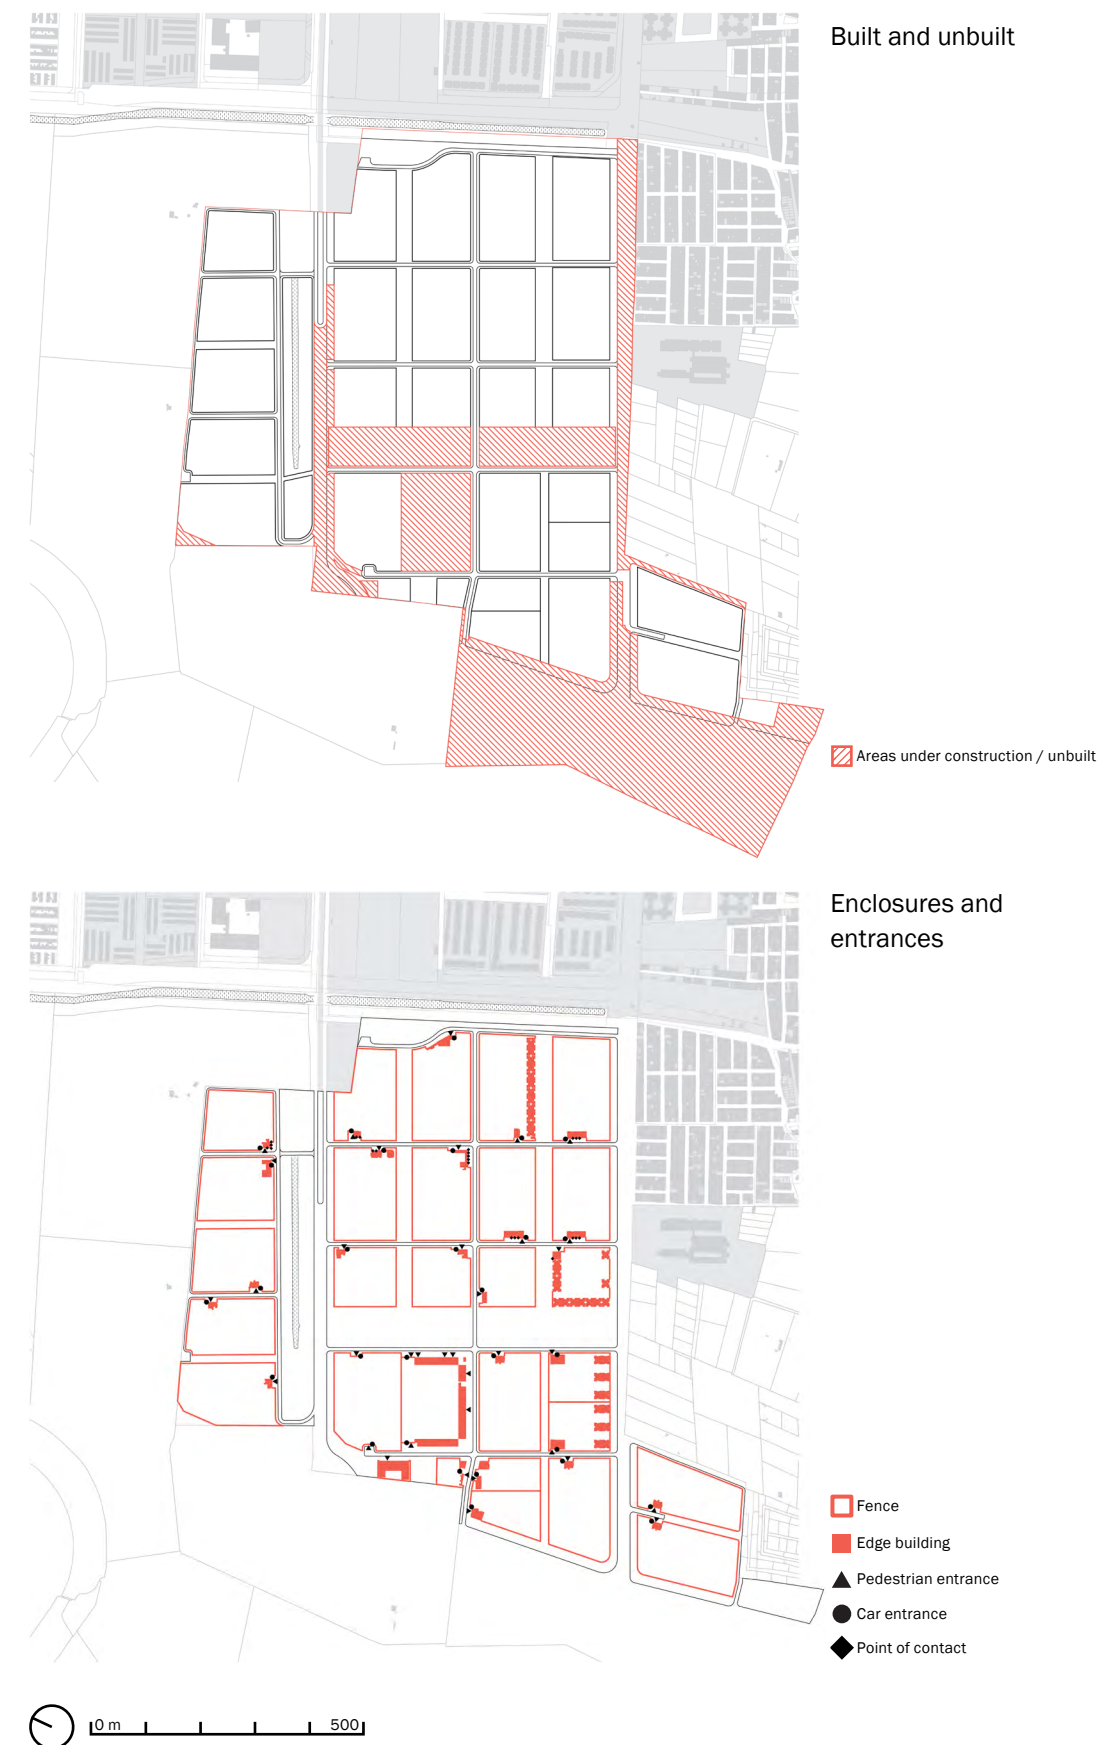 Built and unbuilt
Areas under construction / unbuilt
Enclosures and
entrances
Fence
Edge building
Pedestrian entrance
Car entrance
Point of contact
0 m 500